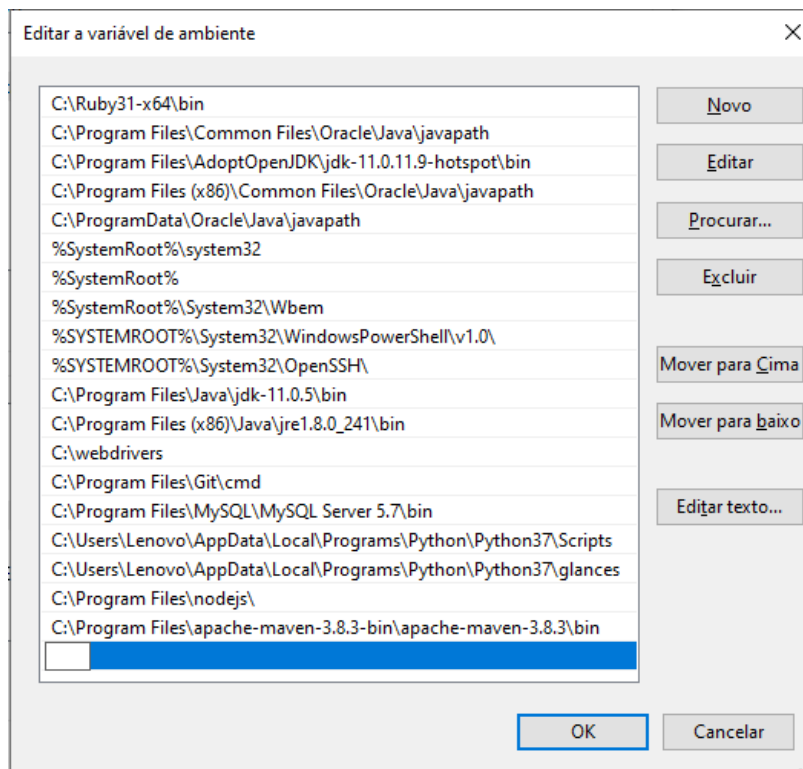 Editar a variável de ambiente
C:\Ruby31-x64\bin
C:\Program Files\Common Files\Oracle\Java\javapath
C:\Program Files\AdoptOpenJDK\jdk-11.0.11.9-hotspot\bin
C:\Program Files (x86)\Common Files\Oracle\Java\javapath
C:\ProgramData\Oracle\Java\javapath
%SystemRoot%\system32
%SystemRoot%
%SystemRoot%\System32\Wbem
%SYSTEMROOT%\System32\WindowsPowerShell\v1.0\
%SYSTEMROOT%\System32\OpenSSH\
C:\Program Files\Java\jdk-11.0.5\bin
C:\Program Files (x86)\Java\jre1.8.0_241\bin
C:\webdrivers
C:\Program Files\Git\cmd
C:\Program Files\MySQL\MySQL Server 5.7\bin
C:\Users\Lenovo\AppData\Local\Programs\Python\Python37\Scripts
C:\Users\Lenovo\AppData\Local\Programs\Python\Python37\glances
C:\Program Files\nodejs\
C:\Program Files\apache-maven-3.8.3-bin\apache-maven-3.8.3\bin
Novo
Editar
Procurar...
Excluir
Mover para Cima
Mover para baixo
Editar texto...
OK
Cancelar